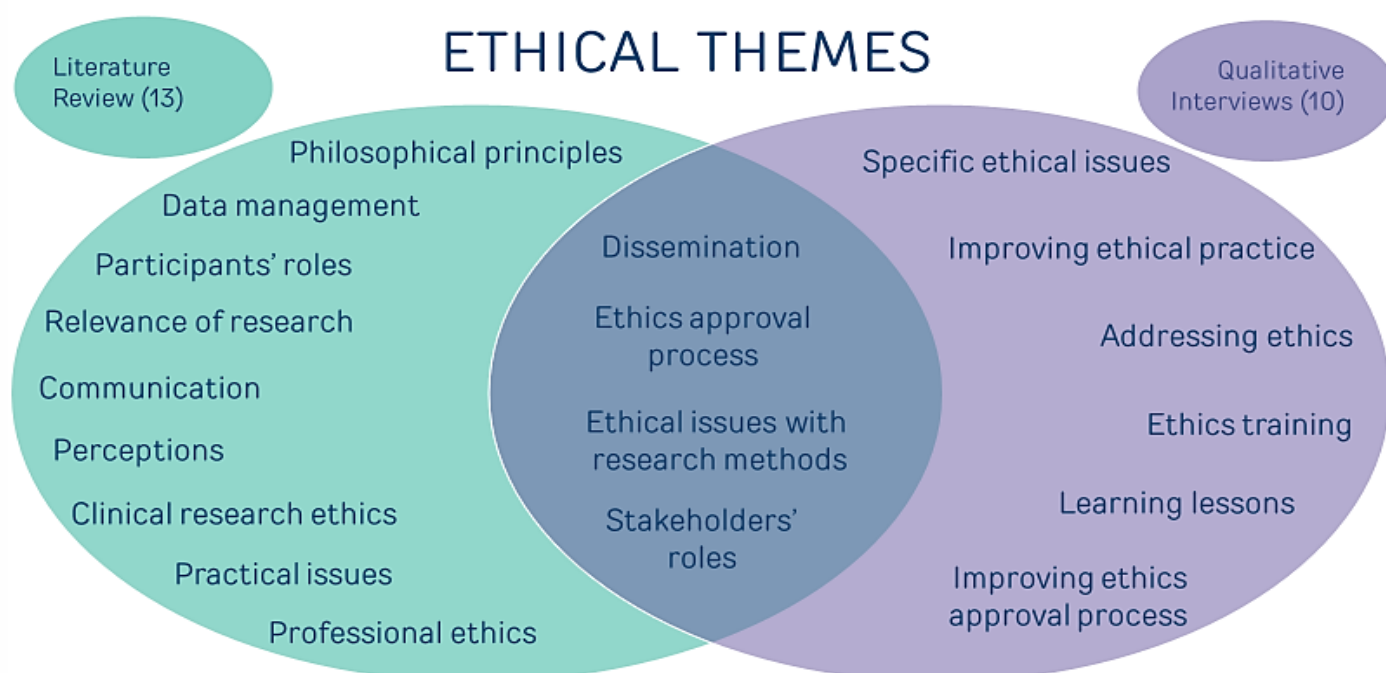 ETHICAL THEMES
Literature
Review (13)
Qualitative
Interviews (10)
Philosophical principles
Data management
Participants’ roles
Relevance of research
Communication
Perceptions
Clinical research ethics
Practical issues
Professional ethics
Dissemination
Ethics approval
process
Ethical issues with
research methods
Stakeholders’
roles
Specific ethical issues
Improving ethical practice
Addressing ethics
Ethics training
Learning lessons
Improving ethics
approval process